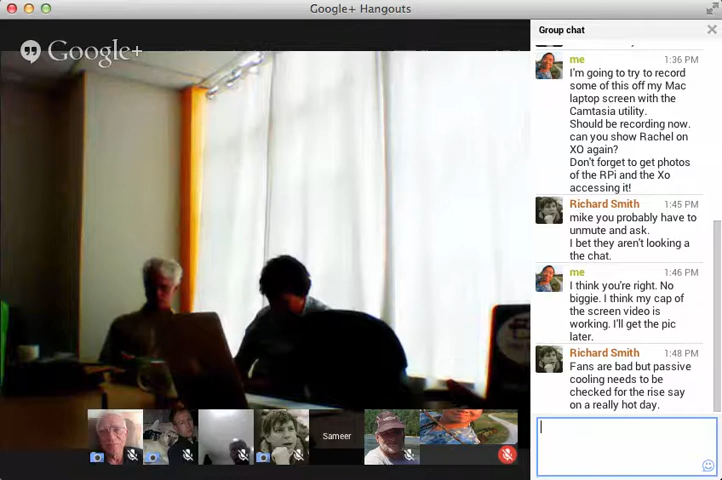 Google+ Hangouts
Google+
Group chat
me 1:36 PM
I'm going to try to record
some of this off my Mac
laptop screen with the
Camtasia utility.
Should be recording now.
can you show Rachel on
XO again?
Don't forget to get photos
of the RPi and the Xo
accessing it!
Richard Smith 1:45 PM
mike you probably have to
unmute and ask.
I bet they aren't looking a
the chat.
me 1:46 PM
I think you're right. No
biggie. I think my cap of
the screen video is
working. I'll get the pic
later.
Richard Smith 1:48 PM
Fans are bad but passive
cooling needs to be
checked for the rise say
on a really hot day.
Sameer